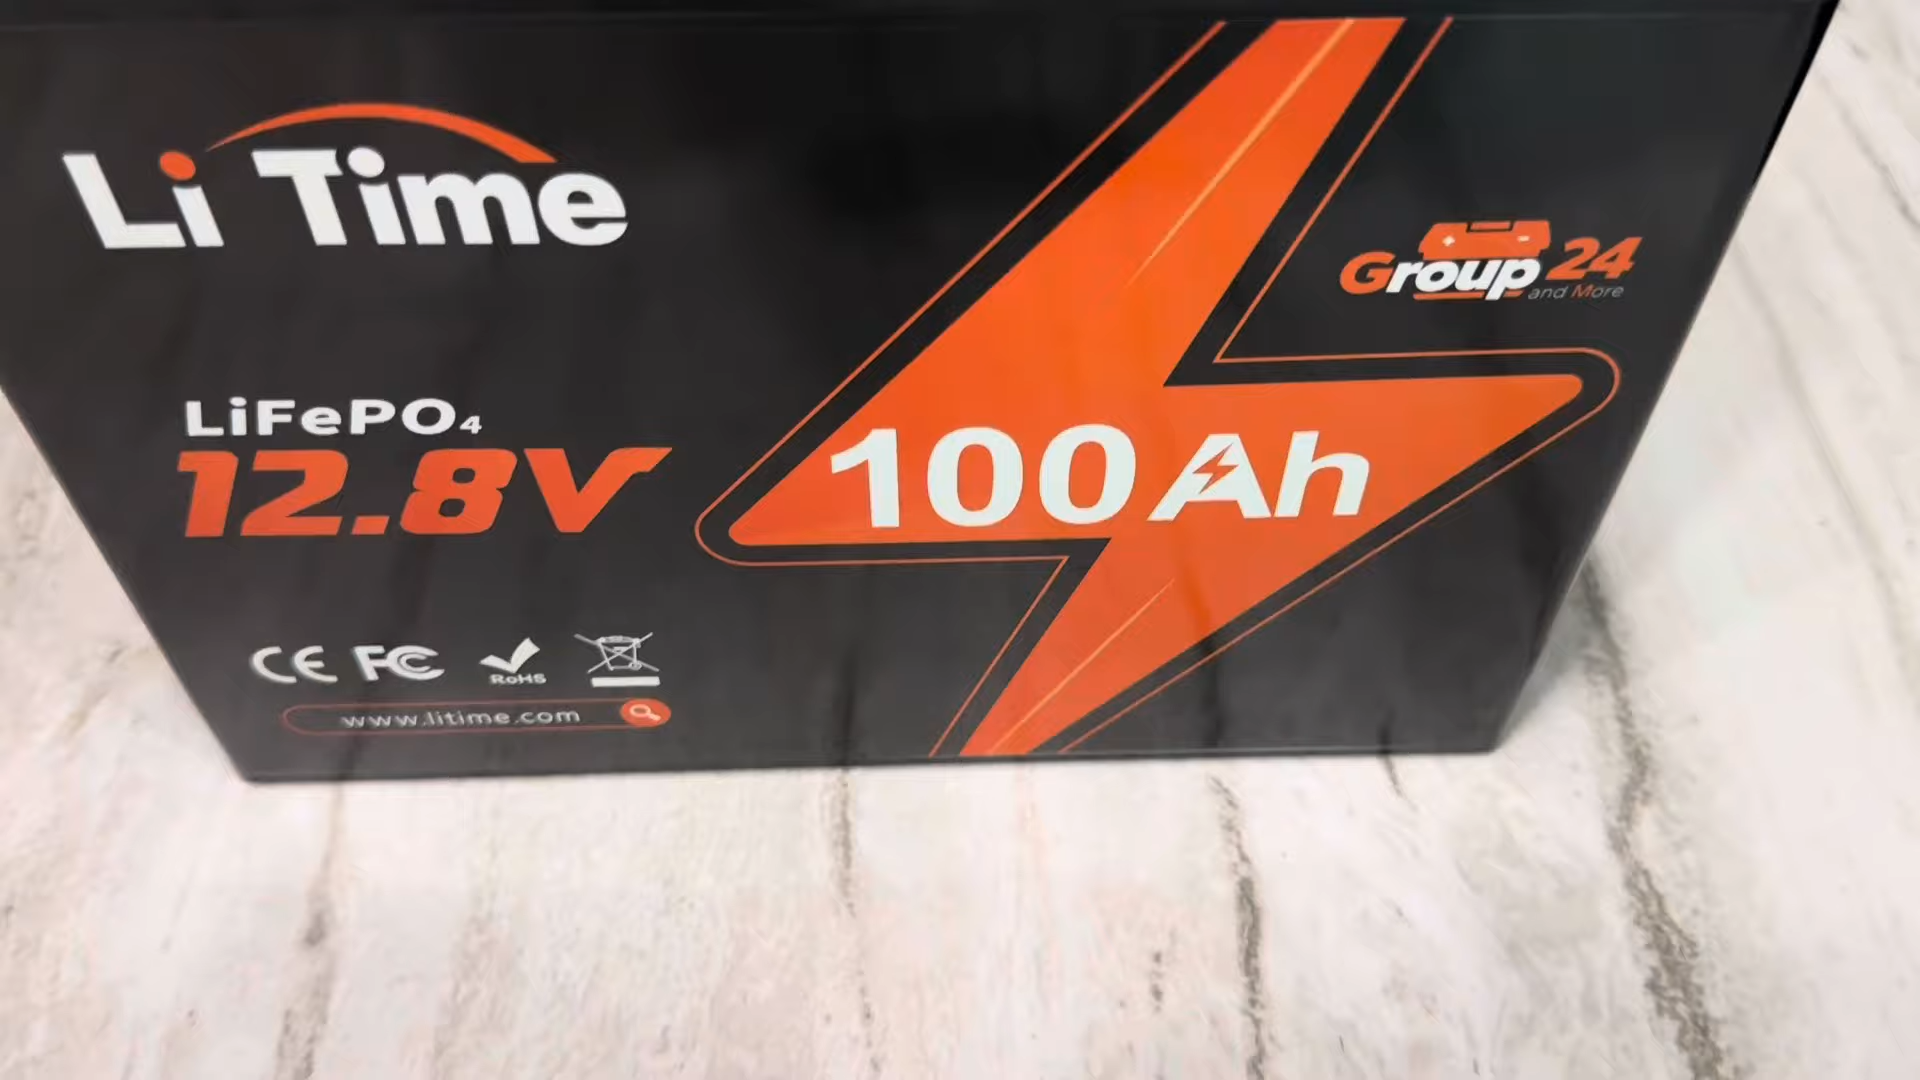 Li Time
Group 24
and More
LiFePO₄
12.8V
100Ah
CE FC
RoHS
www.litime.com